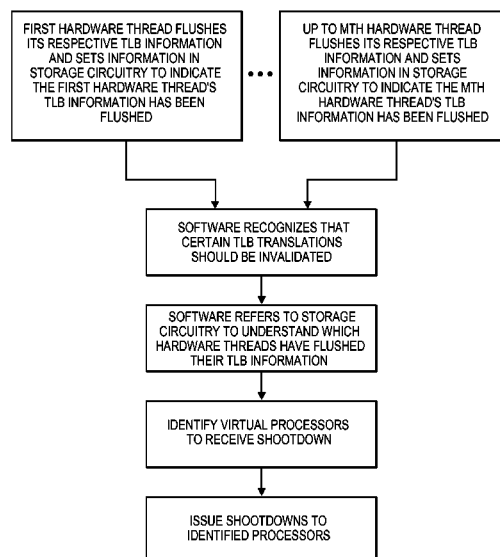 FIRST HARDWARE THREAD FLUSHES
ITS RESPECTIVE TLB INFORMATION
AND SETS INFORMATION IN
STORAGE CIRCUITRY TO INDICATE
THE FIRST HARDWARE THREAD'S
TLB INFORMATION HAS BEEN
FLUSHED
UP TO MTH HARDWARE THREAD
FLUSHES ITS RESPECTIVE TLB
INFORMATION AND SETS
INFORMATION IN STORAGE
CIRCUITRY TO INDICATE THE MTH
HARDWARE THREAD'S TLB
INFORMATION HAS BEEN FLUSHED
SOFTWARE RECOGNIZES THAT
CERTAIN TLB TRANSLATIONS
SHOULD BE INVALIDATED
SOFTWARE REFERS TO STORAGE
CIRCUITRY TO UNDERSTAND WHICH
HARDWARE THREADS HAVE FLUSHED
THEIR TLB INFORMATION
IDENTIFY VIRTUAL PROCESSORS
TO RECEIVE SHOOTDOWN
ISSUE SHOOTDOWNS TO
IDENTIFIED PROCESSORS